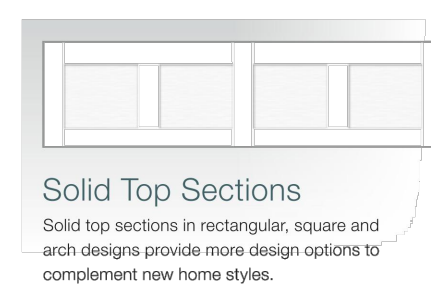 Solid Top Sections
Solid top sections in rectangular, square and
arch designs provide more design options to
complement new home styles.